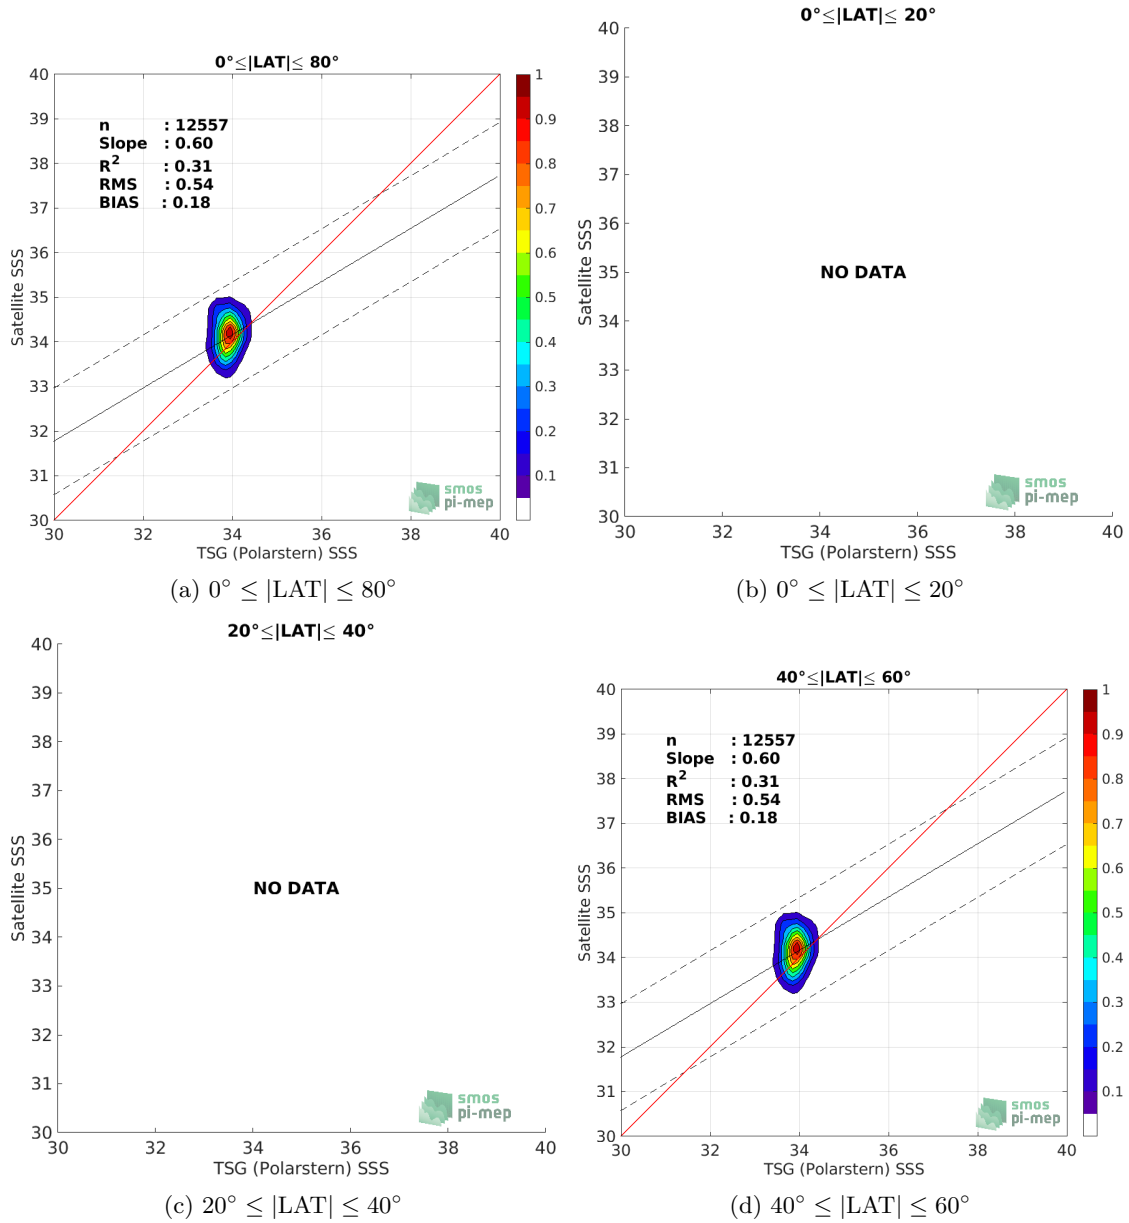 0°≤|LAT|≤ 80°
n : 12557
Slope : 0.60
R² : 0.31
RMS : 0.54
BIAS : 0.18
40
39
38
37
36
35
34
33
32
31
30
30 32 34 36 38 40
Satellite SSS
TSG (Polarstern) SSS
1
0.9
0.8
0.7
0.6
0.5
0.4
0.3
0.2
0.1
smos
pi-mep
(a) 0° ≤ |LAT| ≤ 80°
0°≤|LAT|≤ 20°
40
39
38
37
36
35
34
33
32
31
30
30 32 34 36 38 40
Satellite SSS
NO DATA
TSG (Polarstern) SSS
smos
pi-mep
(b) 0° ≤ |LAT| ≤ 20°
20°≤|LAT|≤ 40°
40
39
38
37
36
35
34
33
32
31
30
30 32 34 36 38 40
Satellite SSS
NO DATA
TSG (Polarstern) SSS
smos
pi-mep
(c) 20° ≤ |LAT| ≤ 40°
40°≤|LAT|≤ 60°
n : 12557
Slope : 0.60
R² : 0.31
RMS : 0.54
BIAS : 0.18
40
39
38
37
36
35
34
33
32
31
30
30 32 34 36 38 40
Satellite SSS
TSG (Polarstern) SSS
1
0.9
0.8
0.7
0.6
0.5
0.4
0.3
0.2
0.1
smos
pi-mep
(d) 40° ≤ |LAT| ≤ 60°